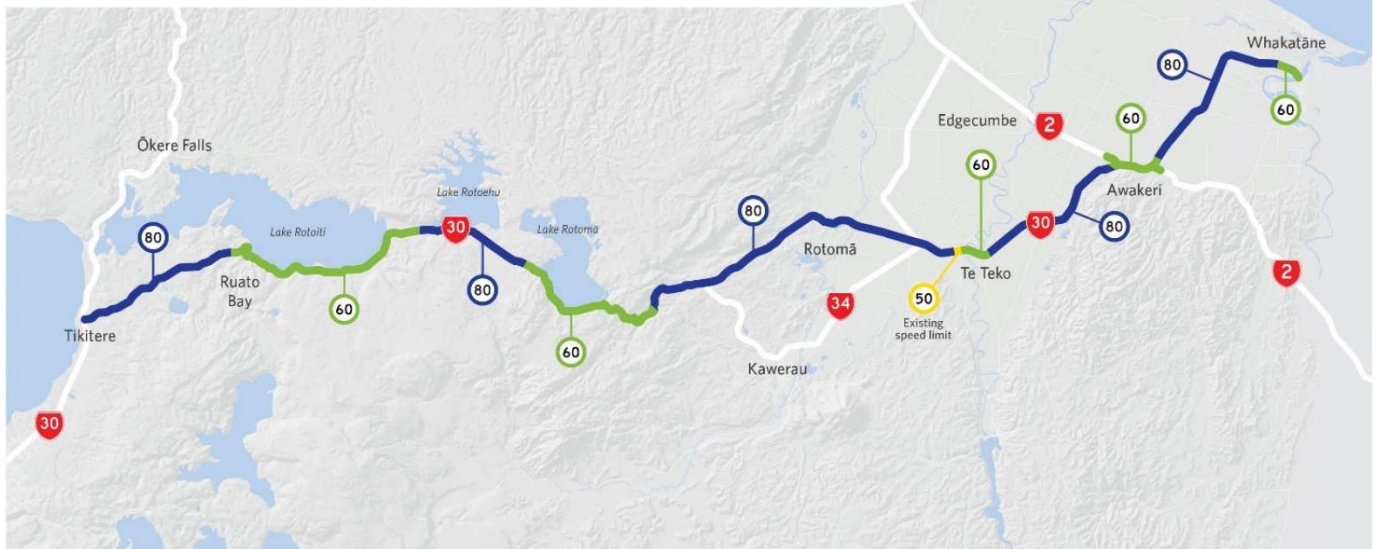 Whakatāne
80
60
Edgecumbe
2
60
Awakeri
Ōkere Falls
Lake Rotoehu
Lake Rotomā
60
30
80
80
Lake Rotoiti
30
80
Rotomā
Te Teko
80
Ruato
Bay
60
80
50
Existing
speed limit
34
2
Tikitere
60
Kawerau
30